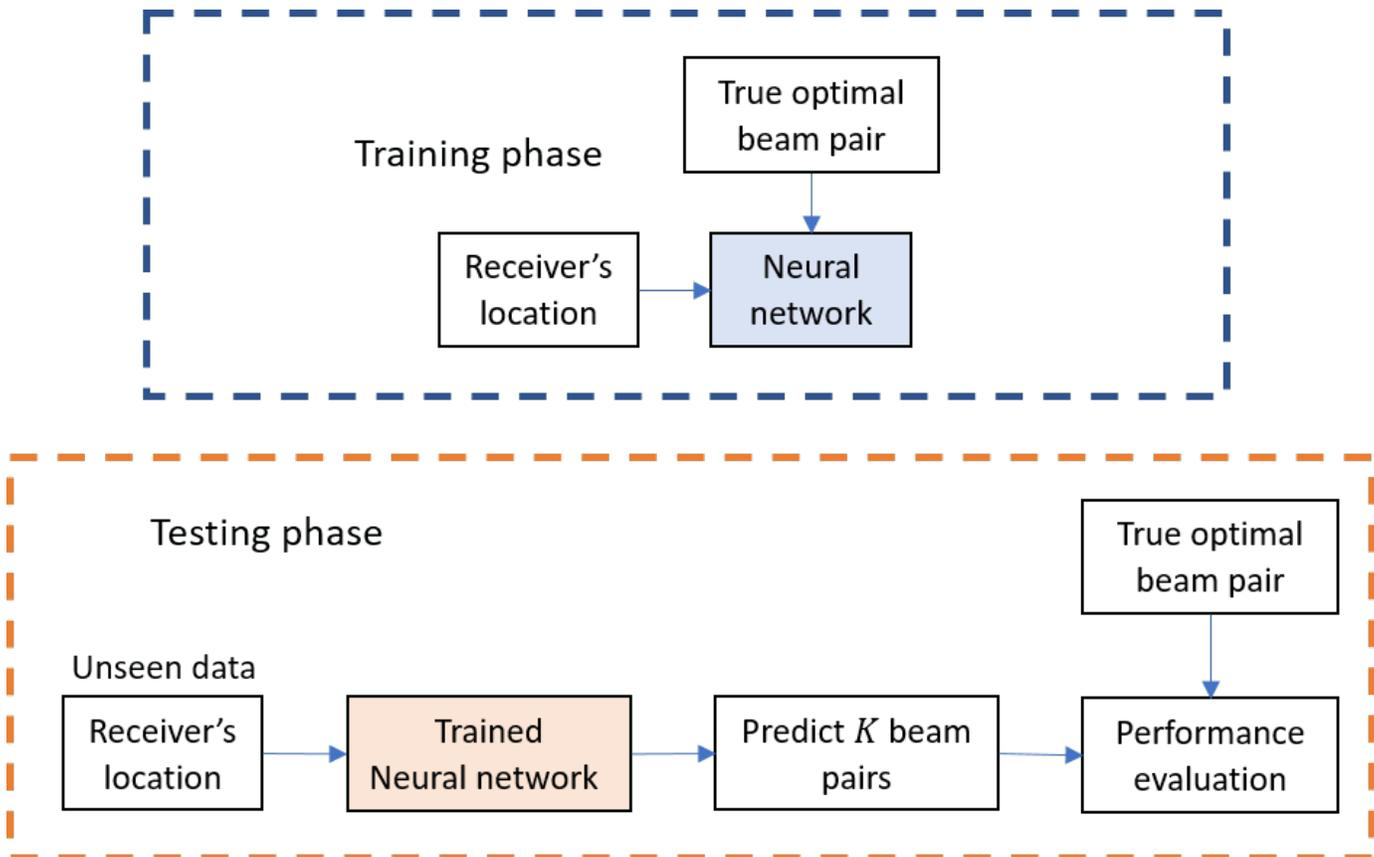 True optimal
beam pair
Training phase
Receiver’s
location
Neural
network
Testing phase
True optimal
beam pair
Unseen data
Receiver’s
location
Trained
Neural network
Predict K beam
pairs
Performance
evaluation